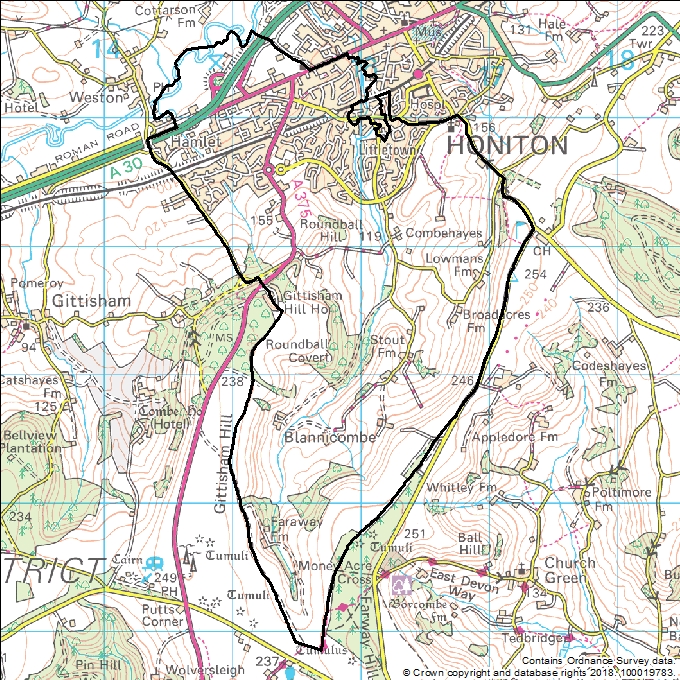 Cottarson
Fm
14
Weston
Hotel
ROMAN ROAD
A 30
Hamlet
Mus
131
Hale
Fm
223
Twr
17
18
Hospl
156
HONITON
Littletown
A 375
155
Roundball
Hill
119
Combehayes
Lowmans
Fms
CH
254
236
Pomeroy
Gittisham
94
Gittisham
Hill Ho
Broadacres
Fm
MS
Roundball
Covert
Stout
Fm
Codeshayes
Fm
Catshayes
Fm
125
238
246
Combe Ho
(Hotel)
Bellview
Plantation
Blannicombe
Appledore Fm
Gittisham Hill
Whitley Fm
Poltimore
Fm
234
Faraway
Fm
251
Ball
Hill
TRICT
Cairn
Tumuli
Money Acre
Cross
Tumuli
Church
Green
249
PH
Putts
Corner
Tumuli
East Devon
Way
134
Farway Hill
Borcombe
Fm
Tedbridge
Pin Hill
Wolversleigh
237
Tumulus
Contains Ordnance Survey data.
© Crown copyright and database rights 2018. 100019783.